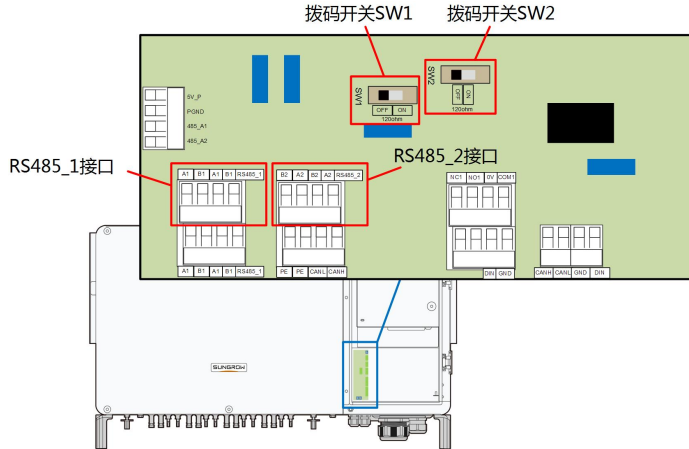 拨码开关SW1
拨码开关SW2
SW1
OFF ON
120ohm
SW2
OFF ON
120ohm
6V_P
PGND
485_A1
485_A2
RS485_1接口
RS485_2接口
A1 B1 A1 B1 RS485_1
B2 A2 B2 A2 RS485_2
NC1 NO1 0V COM1
A1 B1 A1 B1 RS485_1
PE PE CANL CANH
DIN GND
CANH CANL GND DIN
SUNGROW